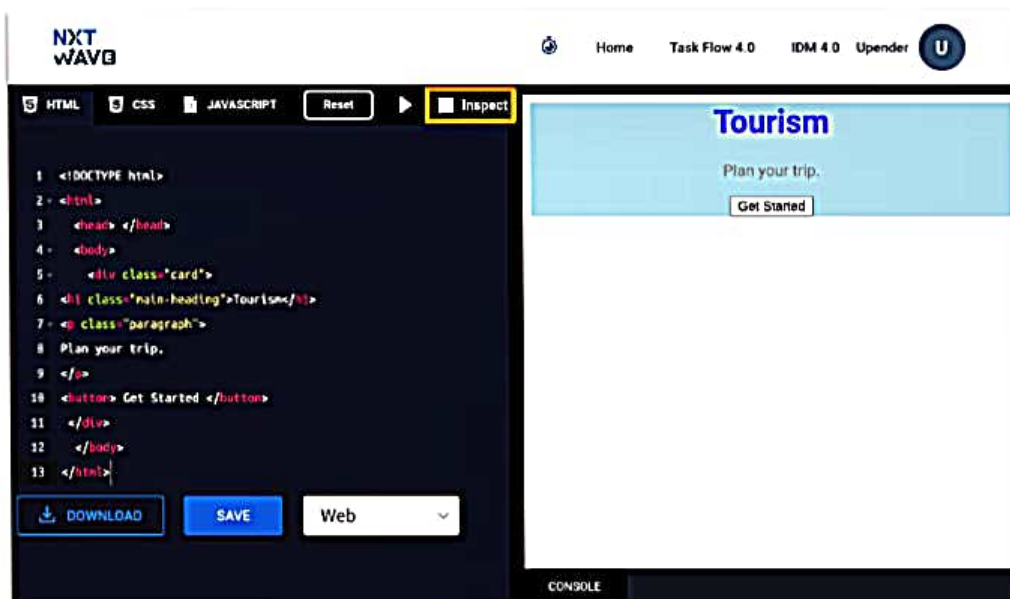 NXT
WAVE
Home Task Flow 4.0 IDM 4.0 Upender U
HTML CSS JAVASCRIPT Reset Inspect
1 <!DOCTYPE html>
2 <html>
3 <head> </head>
4 <body>
5 <div class="card">
6 <h1 class="main-heading">Tourism</h1>
7 <p class="paragraph">
8 Plan your trip.
9 </p>
10 <button> Get Started </button>
11 </div>
12 </body>
13 </html>
DOWNLOAD SAVE Web
Tourism
Plan your trip.
Get Started
CONSOLE